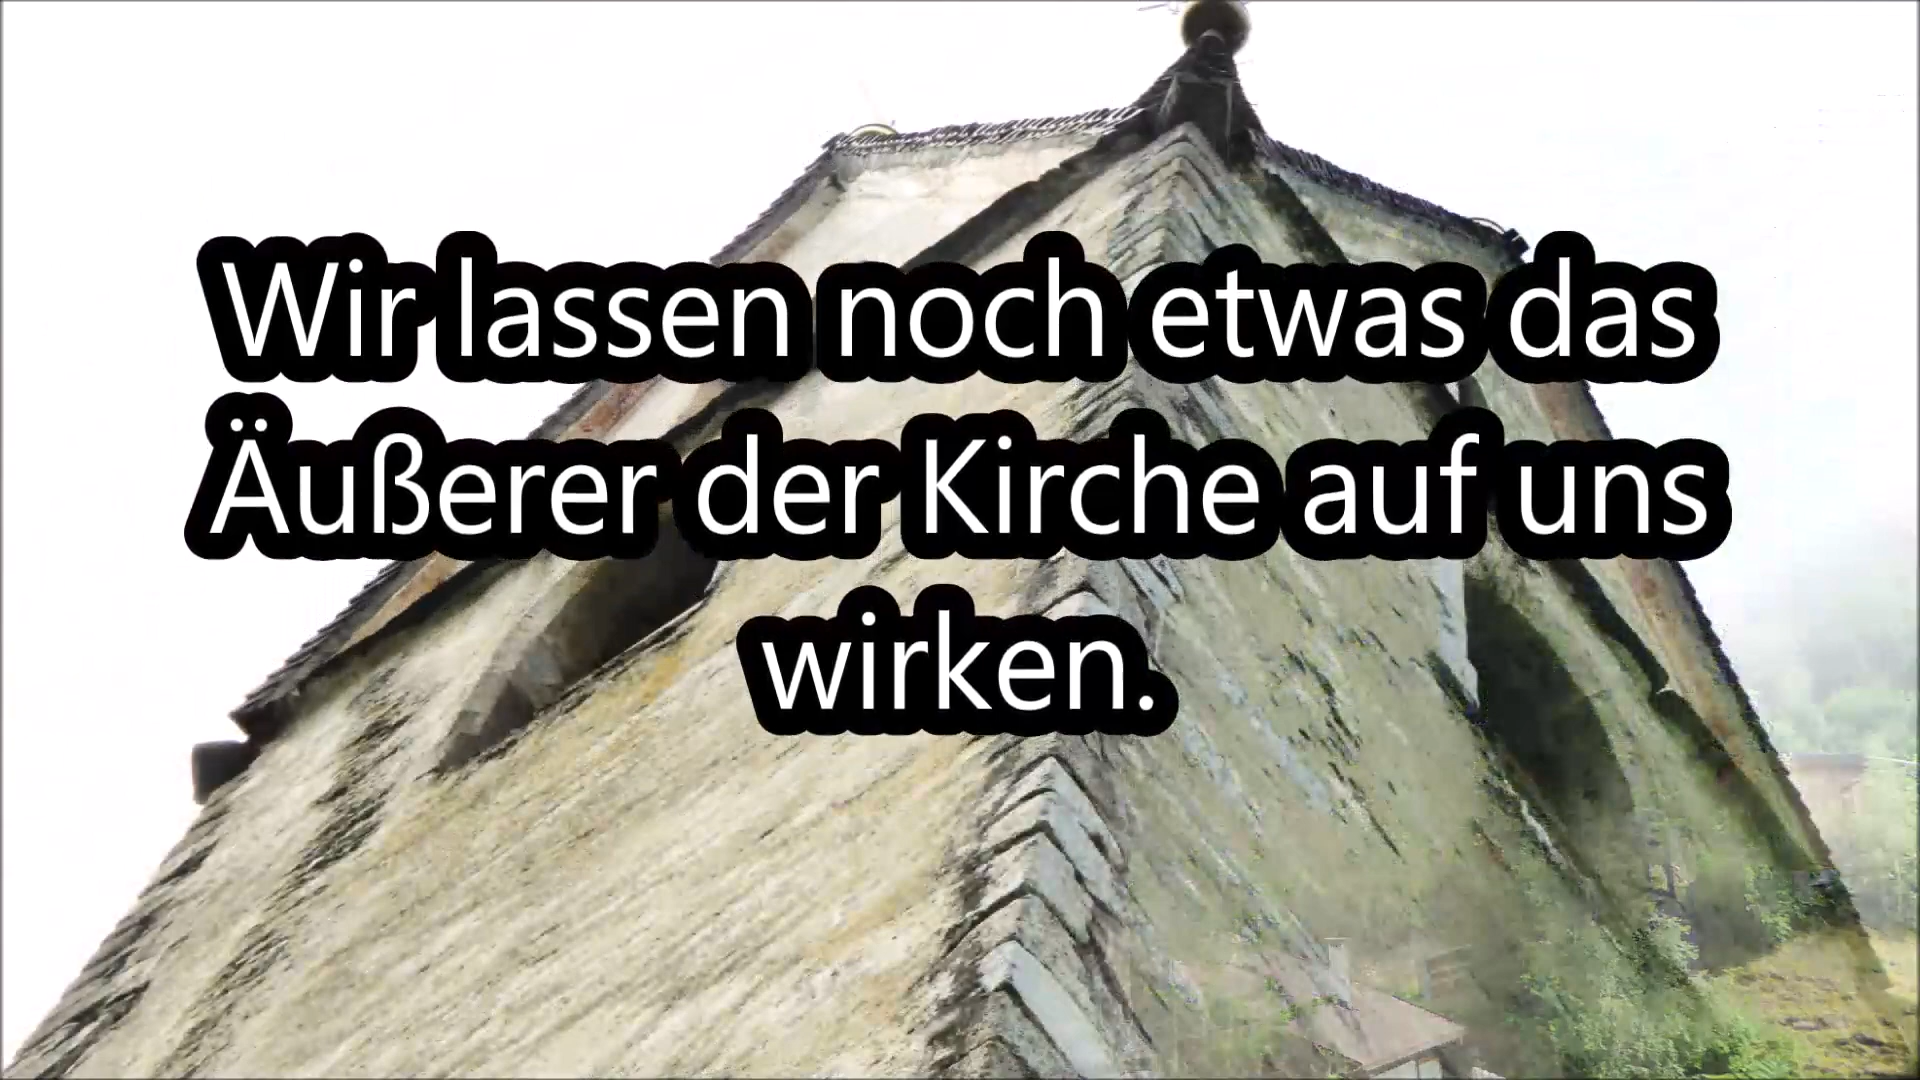 Wir lassen noch etwas das
Äußerer der Kirche auf uns
wirken.